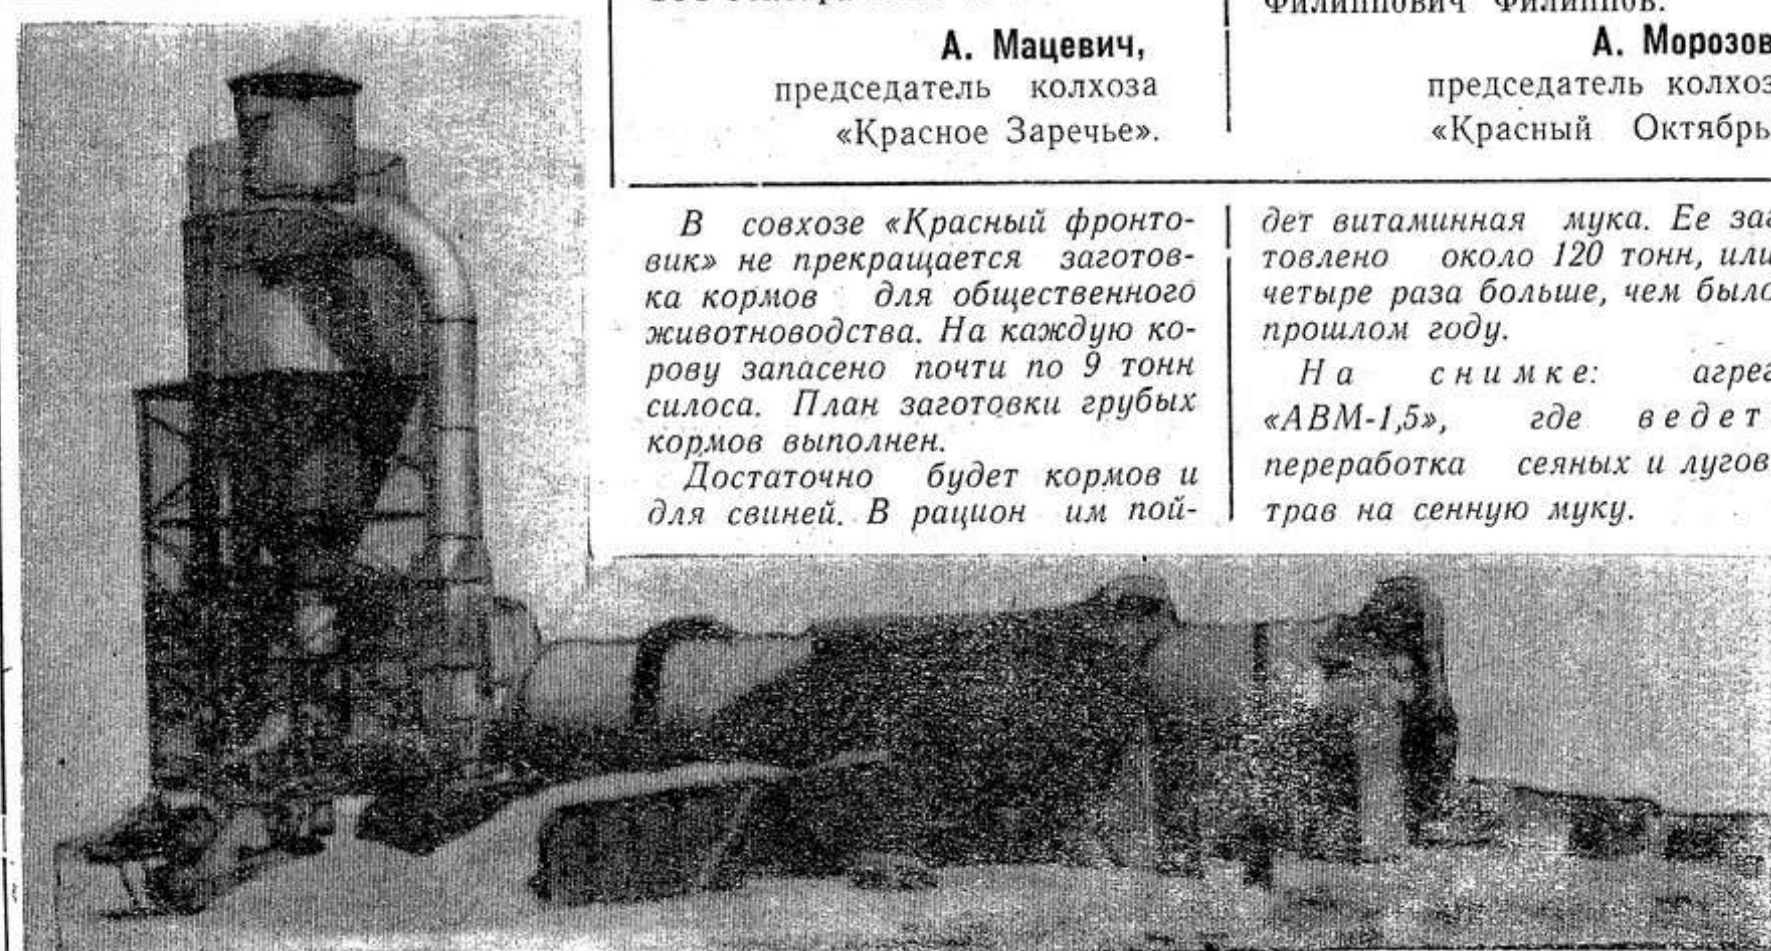 А. Мацевич,
председатель колхоза
«Красное Заречье».
Филиппович Филиппов.
А. Морозов
председатель колхоз
«Красный Октябрь
В совхозе «Красный фронто-
вик» не прекращается заготов-
ка кормов для общественного
животноводства. На каждую ко-
рову запасено почти по 9 тонн
силоса. План заготовки грубых
кормов выполнен.
Достаточно будет кормов и
для свиней. В рацион им пой-
дет витаминная мука. Ее заг
товлено около 120 тонн, или
четыре раза больше, чем было
прошлом году.
На снимке: агрег
«АВМ-1,5», где ведет
переработка сеяных и лугов
трав на сенную муку.